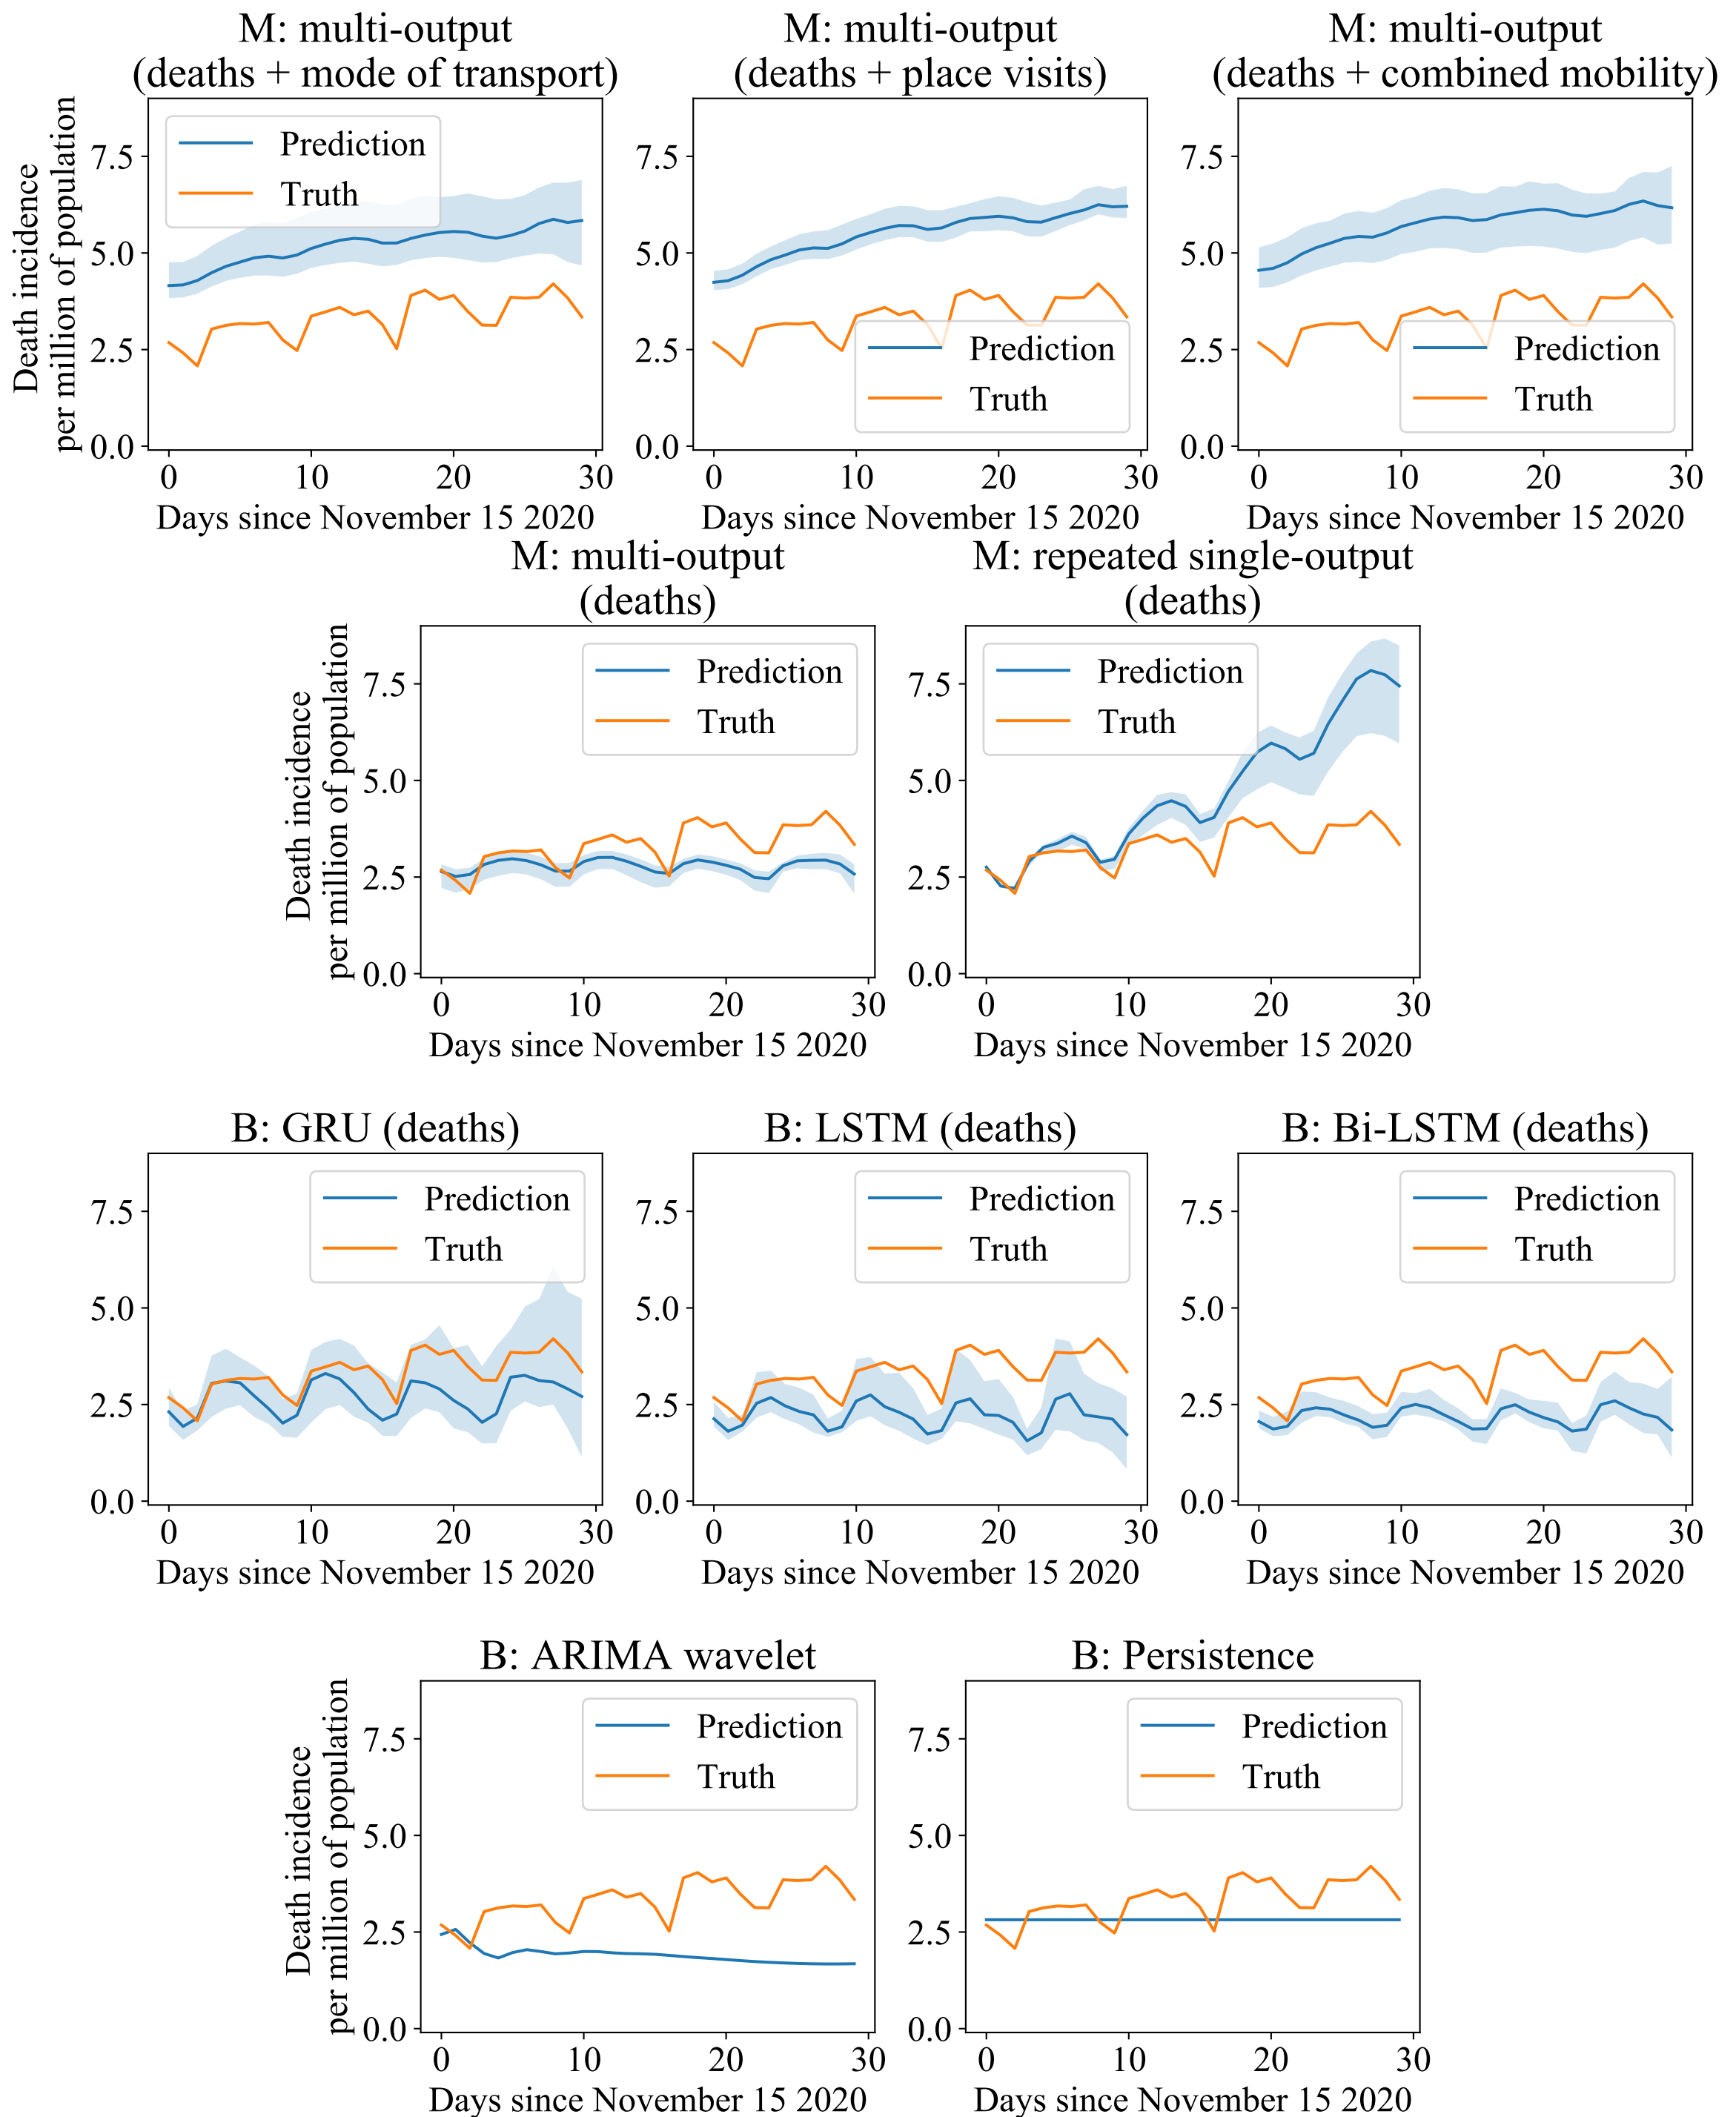 M: multi-output
(deaths + mode of transport)
M: multi-output
(deaths + place visits)
M: multi-output
(deaths + combined mobility)
Death incidence
per million of population
7.5
5.0
2.5
0.0
Prediction
Truth
0 10 20 30
Days since November 15 2020
7.5
5.0
2.5
0.0
Prediction
Truth
0 10 20 30
Days since November 15 2020
7.5
5.0
2.5
0.0
Prediction
Truth
0 10 20 30
Days since November 15 2020
M: multi-output
(deaths)
M: repeated single-output
(deaths)
Death incidence
per million of population
7.5
5.0
2.5
0.0
Prediction
Truth
0 10 20 30
Days since November 15 2020
7.5
5.0
2.5
0.0
Prediction
Truth
0 10 20 30
Days since November 15 2020
B: GRU (deaths)
B: LSTM (deaths)
B: Bi-LSTM (deaths)
7.5
5.0
2.5
0.0
Prediction
Truth
0 10 20 30
Days since November 15 2020
7.5
5.0
2.5
0.0
Prediction
Truth
0 10 20 30
Days since November 15 2020
7.5
5.0
2.5
0.0
Prediction
Truth
0 10 20 30
Days since November 15 2020
B: ARIMA wavelet
B: Persistence
Death incidence
per million of population
7.5
5.0
2.5
0.0
Prediction
Truth
0 10 20 30
Days since November 15 2020
7.5
5.0
2.5
0.0
Prediction
Truth
0 10 20 30
Days since November 15 2020